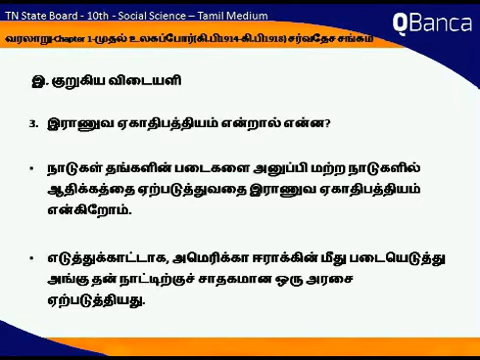 TN State Board - 10th - Social Science – Tamil Medium
QBanca
வரலாறு-Chapter 1-முதல் உலகப்போர்(கி.பி1914-கி.பி1918) சர்வதேச சங்கம்
இ. குறுகிய விடையளி
3. இராணுவ ஏகாதிபத்தியம் என்றால் என்ன?
• நாடுகள் தங்களின் படைகளை அனுப்பி மற்ற நாடுகளில்
ஆதிக்கத்தை ஏற்படுத்துவதை இராணுவ ஏகாதிபத்தியம்
என்கிறோம்.
• எடுத்துக்காட்டாக, அமெரிக்கா ஈராக்கின் மீது படையெடுத்து
அங்கு தன் நாட்டிற்குச் சாதகமான ஒரு அரசை
ஏற்படுத்தியது.